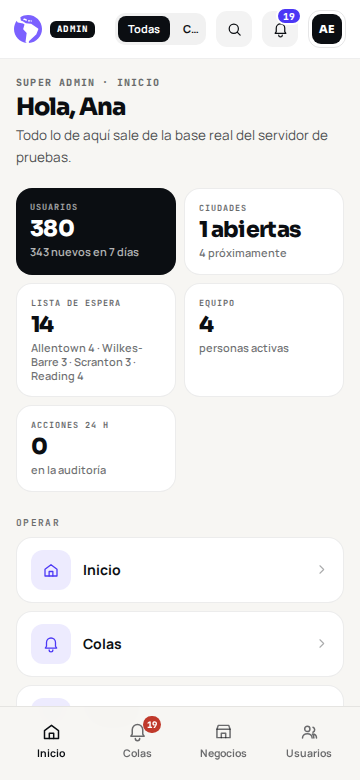 ADMIN
Todas
C...
19
AE
SUPER ADMIN · INICIO
Hola, Ana
Todo lo de aquí sale de la base real del servidor de
pruebas.
USUARIOS
380
343 nuevos en 7 días
CIUDADES
1 abiertas
4 próximamente
LISTA DE ESPERA
14
Allentown 4 · Wilkes-
Barre 3 · Scranton 3 ·
Reading 4
EQUIPO
4
personas activas
ACCIONES 24 H
0
en la auditoría
OPERAR
Inicio
Colas
19
Inicio
Colas
Negocios
Usuarios